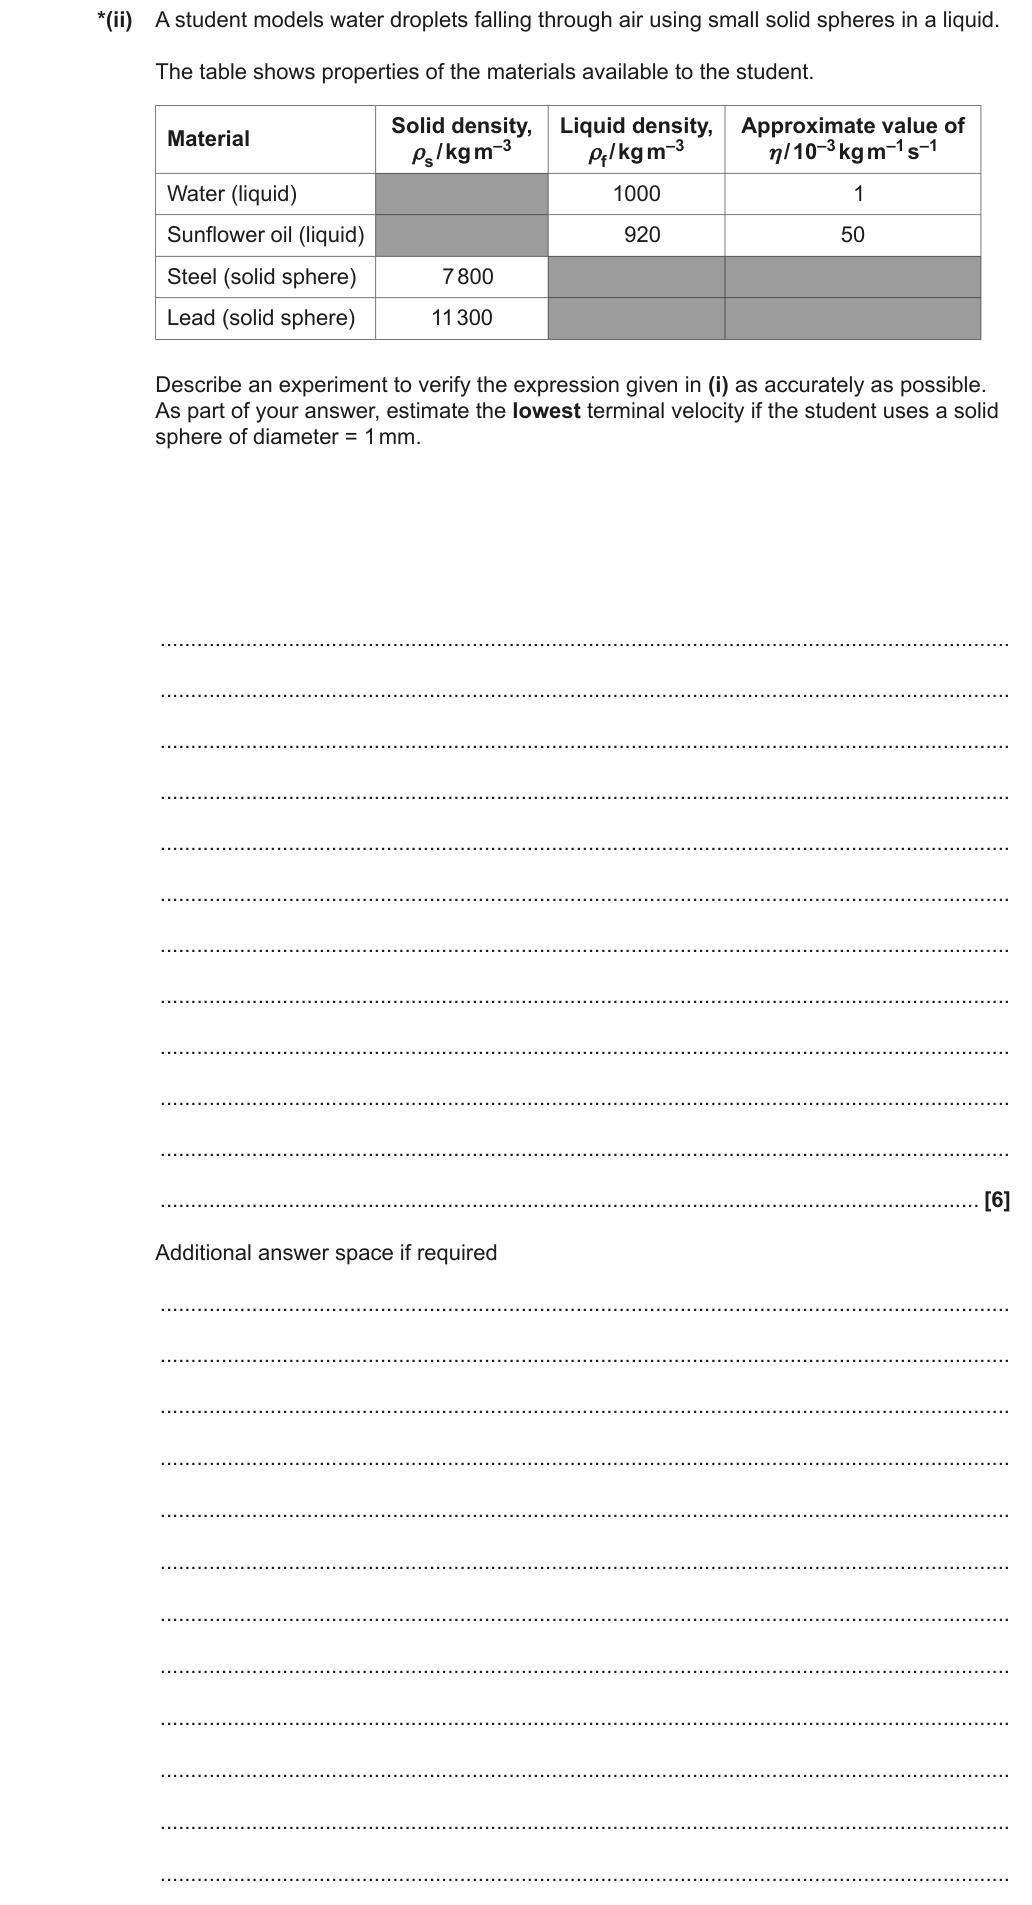 *(ii) A student models water droplets falling through air using small solid spheres in a liquid.
The table shows properties of the materials available to the student.
Material
Solid density, ρs / kg m−3
Liquid density, ρf / kg m−3
Approximate value of η / 10−3 kg m−1 s−1
Water (liquid) 1000 1
Sunflower oil (liquid) 920 50
Steel (solid sphere) 7800
Lead (solid sphere) 11300
Describe an experiment to verify the expression given in (i) as accurately as possible.
As part of your answer, estimate the lowest terminal velocity if the student uses a solid
sphere of diameter = 1 mm.
[6]
Additional answer space if required